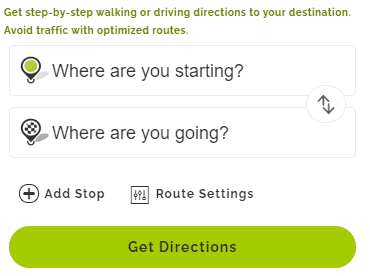 Get step-by-step walking or driving directions to your destination.
Avoid traffic with optimized routes.
Where are you starting?
Where are you going?
Add Stop Route Settings
Get Directions